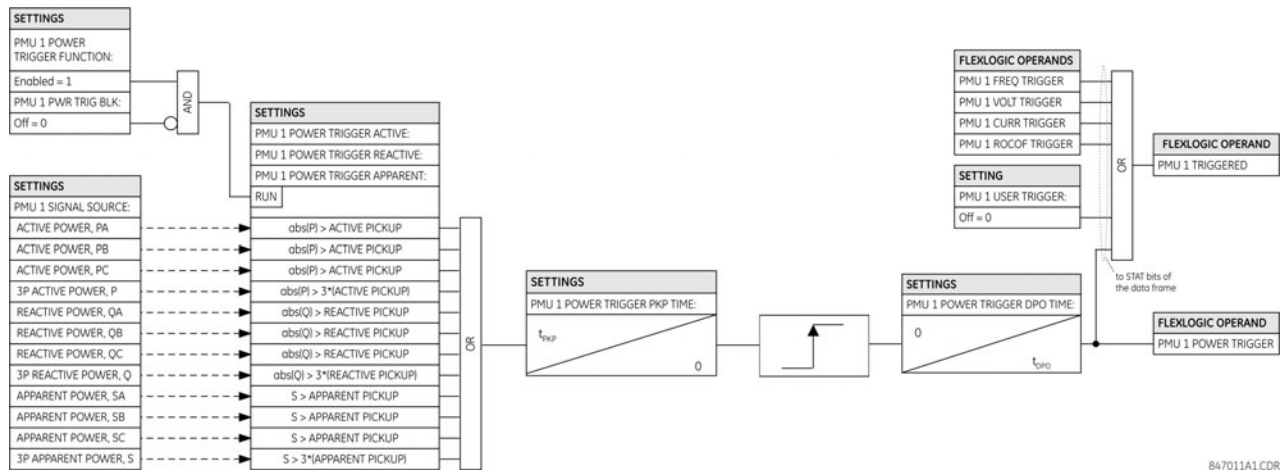 SETTINGS
PMU 1 POWER
TRIGGER FUNCTION:
Enabled = 1
PMU 1 PWR TRIG BLK:
Off = 0
AND
SETTINGS
PMU 1 POWER TRIGGER ACTIVE:
PMU 1 POWER TRIGGER REACTIVE:
PMU 1 POWER TRIGGER APPARENT:
RUN
SETTINGS
PMU 1 SIGNAL SOURCE:
ACTIVE POWER, PA
abs(P) > ACTIVE PICKUP
ACTIVE POWER, PB
abs(P) > ACTIVE PICKUP
ACTIVE POWER, PC
abs(P) > ACTIVE PICKUP
3P ACTIVE POWER, P
abs(P) > 3*(ACTIVE PICKUP)
REACTIVE POWER, QA
abs(Q) > REACTIVE PICKUP
REACTIVE POWER, QB
abs(Q) > REACTIVE PICKUP
REACTIVE POWER, QC
abs(Q) > REACTIVE PICKUP
3P REACTIVE POWER, Q
abs(Q) > 3*(REACTIVE PICKUP)
APPARENT POWER, SA
S > APPARENT PICKUP
APPARENT POWER, SB
S > APPARENT PICKUP
APPARENT POWER, SC
S > APPARENT PICKUP
3P APPARENT POWER, S
S > 3*(APPARENT PICKUP)
OR
SETTINGS
PMU 1 POWER TRIGGER PKP TIME:
tPKP
0
SETTINGS
PMU 1 POWER TRIGGER DPO TIME:
0
tDPO
FLEXLOGIC OPERANDS
PMU 1 FREQ TRIGGER
PMU 1 VOLT TRIGGER
PMU 1 CURR TRIGGER
PMU 1 ROCOF TRIGGER
SETTING
PMU 1 USER TRIGGER:
Off = 0
OR
to STAT bits of
the data frame
FLEXLOGIC OPERAND
PMU 1 TRIGGERED
FLEXLOGIC OPERAND
PMU 1 POWER TRIGGER
847011A1.CDR